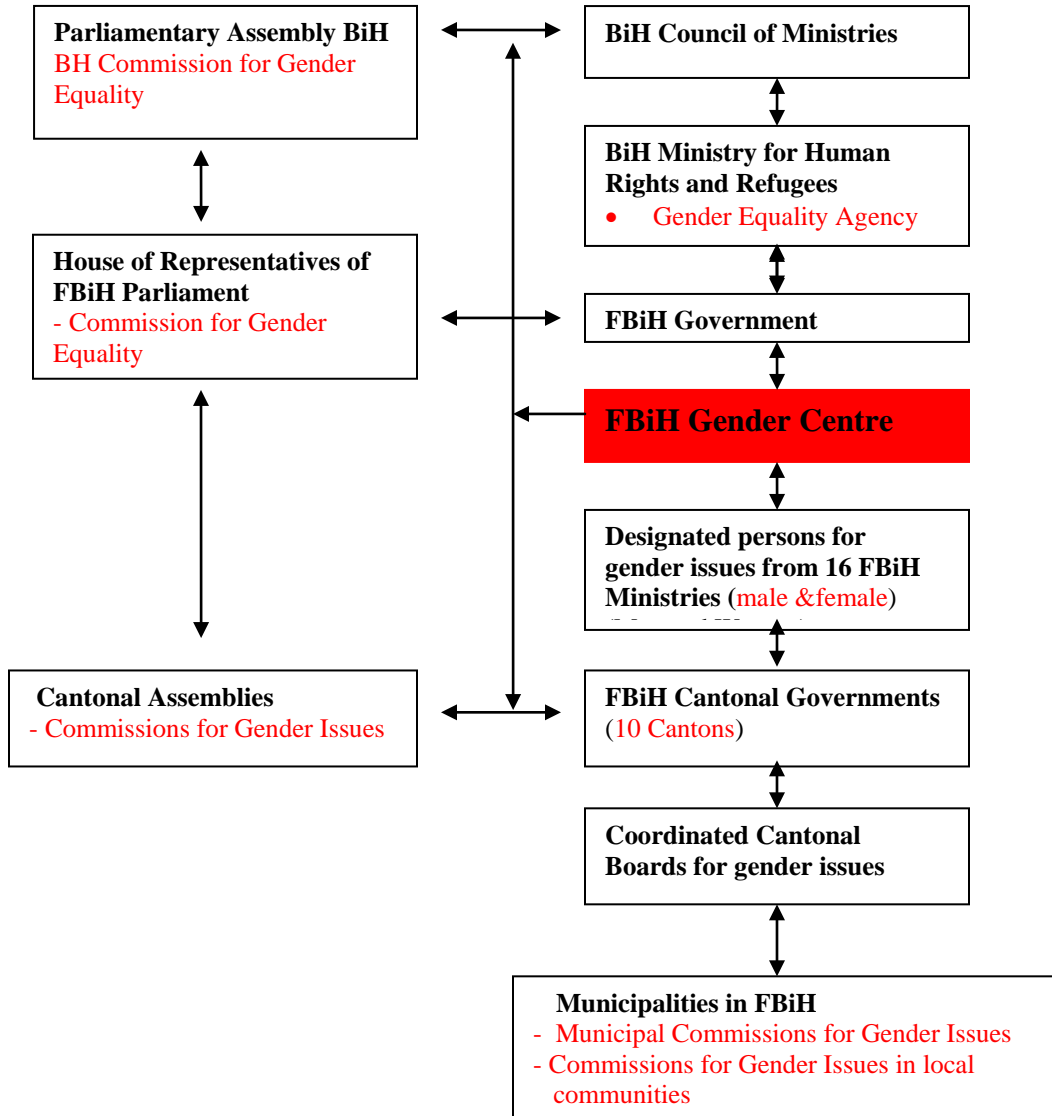 Parliamentary Assembly BiH
BH Commission for Gender
Equality
BiH Council of Ministries
BiH Ministry for Human
Rights and Refugees
• Gender Equality Agency
House of Representatives of
FBiH Parliament
- Commission for Gender
Equality
FBiH Government
FBiH Gender Centre
Designated persons for
gender issues from 16 FBiH
Ministries (male &female)
Cantonal Assemblies
- Commissions for Gender Issues
FBiH Cantonal Governments
(10 Cantons)
Coordinated Cantonal
Boards for gender issues
Municipalities in FBiH
- Municipal Commissions for Gender Issues
- Commissions for Gender Issues in local
communities